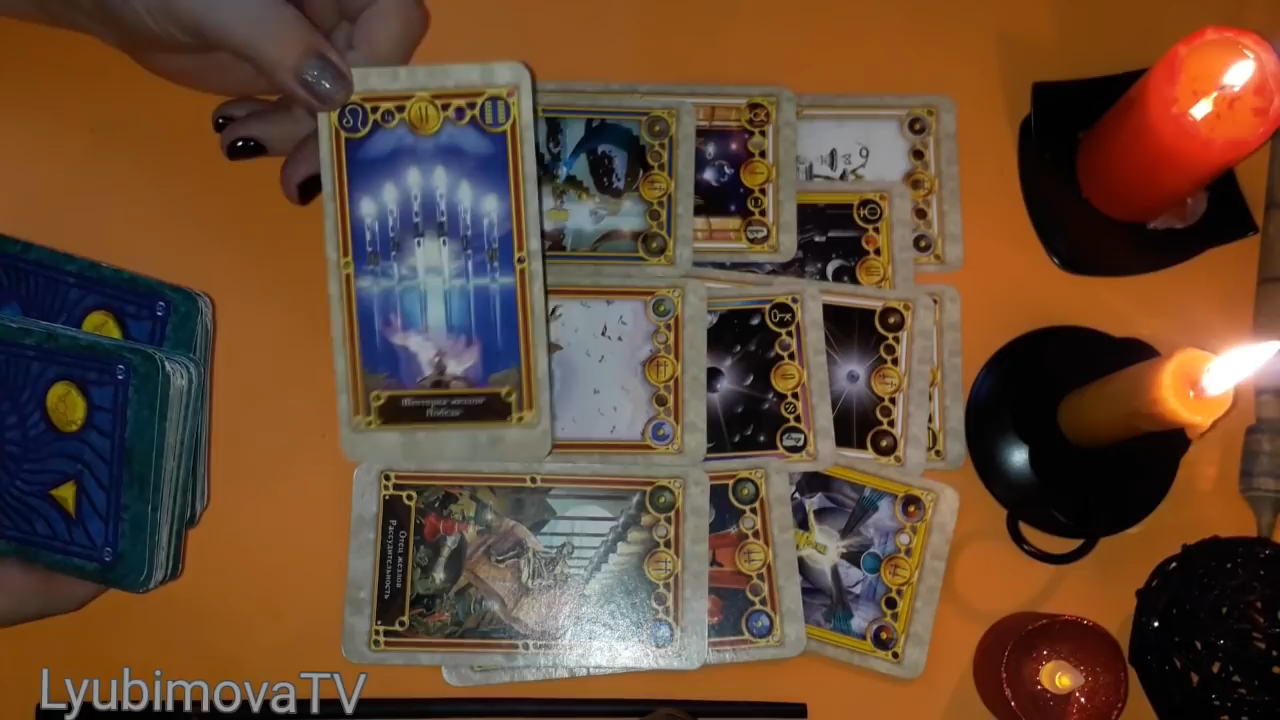 Шестерка жезлов
Победа
Отец жезлов
Рассудительность
LyubimovaTV